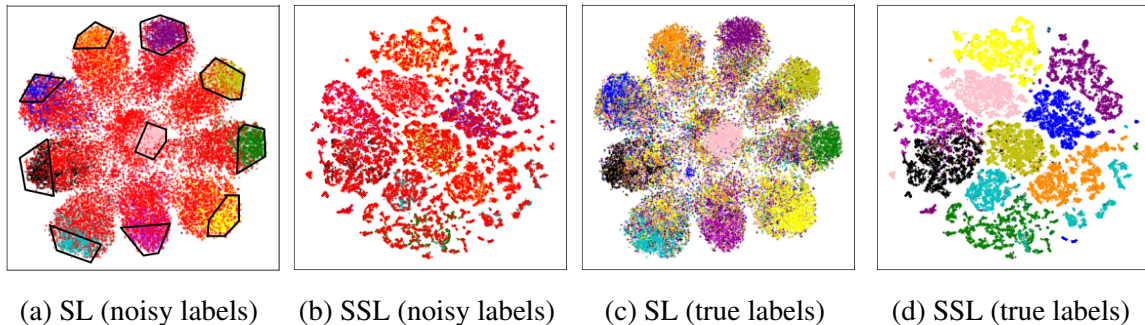 (a) SL (noisy labels)
(b) SSL (noisy labels)
(c) SL (true labels)
(d) SSL (true labels)